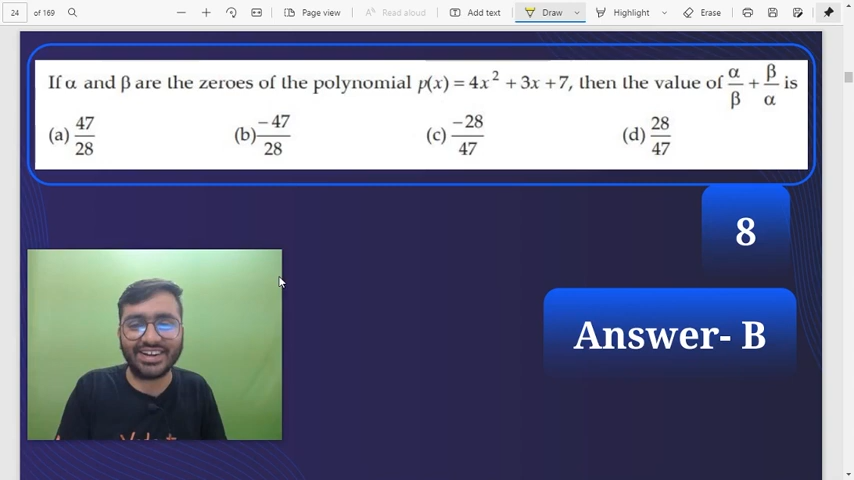 24 of 169 Page view Read aloud Add text Draw Highlight Erase
If α and β are the zeroes of the polynomial p(x) = 4x² + 3x + 7, then the value of α/β + β/α is
(a) 47/28 (b) −47/28 (c) −28/47 (d) 28/47
8
Answer- B